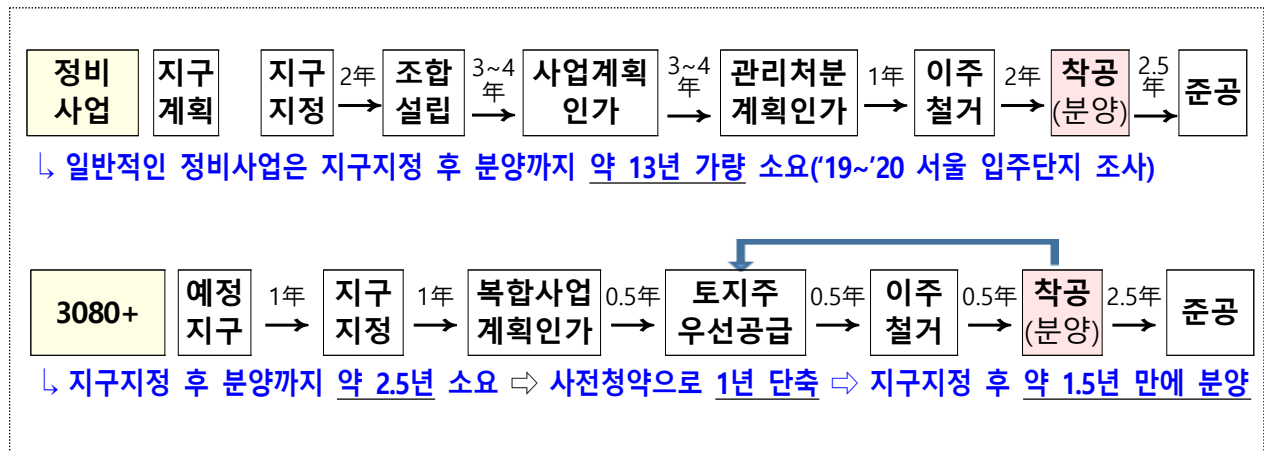 정비 사업 지구 계획 지구 지정 2年 조합 설립 3~4年 사업계획 인가 3~4年 관리처분 계획인가 1年 이주 철거 2年 착공 (분양) 2.5年 준공
↳ 일반적인 정비사업은 지구지정 후 분양까지 약 13년 가량 소요('19~'20 서울 입주단지 조사)
3080+ 예정 지구 1年 지구 지정 1年 복합사업 계획인가 0.5年 토지주 우선공급 0.5年 이주 철거 0.5年 착공 (분양) 2.5年 준공
↳ 지구지정 후 분양까지 약 2.5년 소요 ⇨ 사전청약으로 1년 단축 ⇨ 지구지정 후 약 1.5년 만에 분양